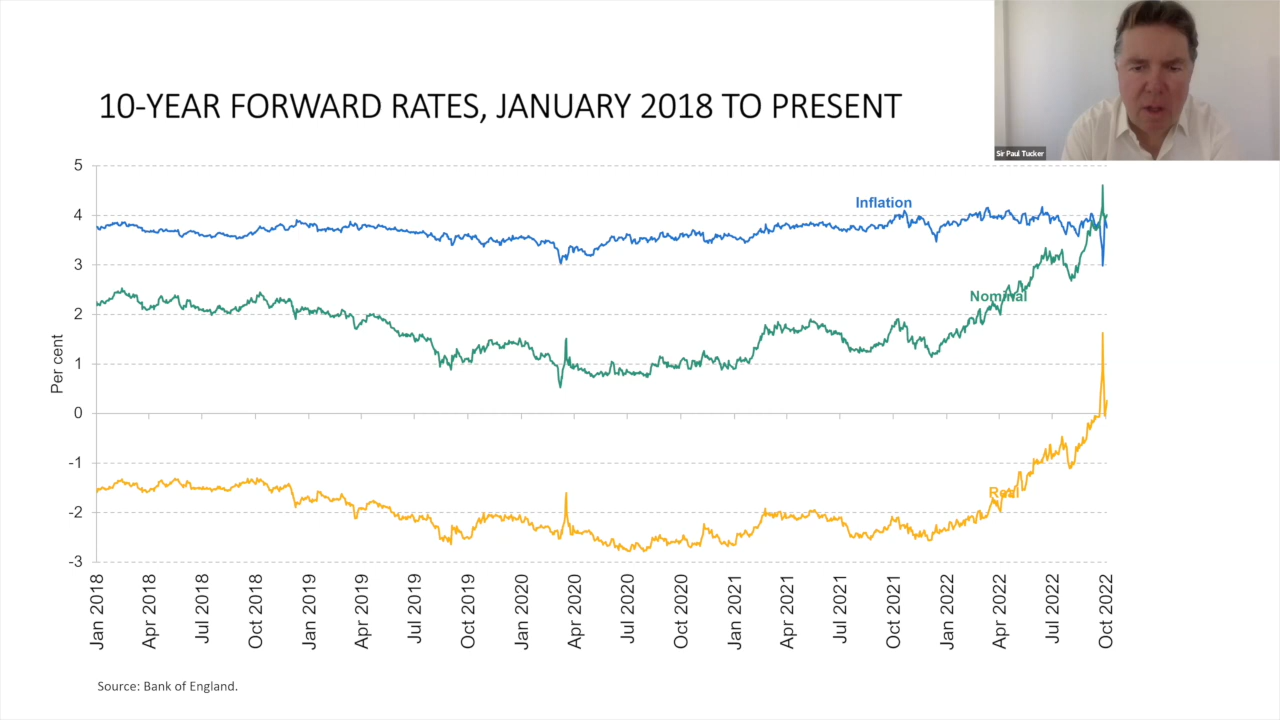 10-YEAR FORWARD RATES, JANUARY 2018 TO PRESENT
Sir Paul Tucker
Per cent
5
4
3
2
1
0
-1
-2
-3
Inflation
Nominal
Real
Jan 2018
Apr 2018
Jul 2018
Oct 2018
Jan 2019
Apr 2019
Jul 2019
Oct 2019
Jan 2020
Apr 2020
Jul 2020
Oct 2020
Jan 2021
Apr 2021
Jul 2021
Oct 2021
Jan 2022
Apr 2022
Jul 2022
Oct 2022
Source: Bank of England.